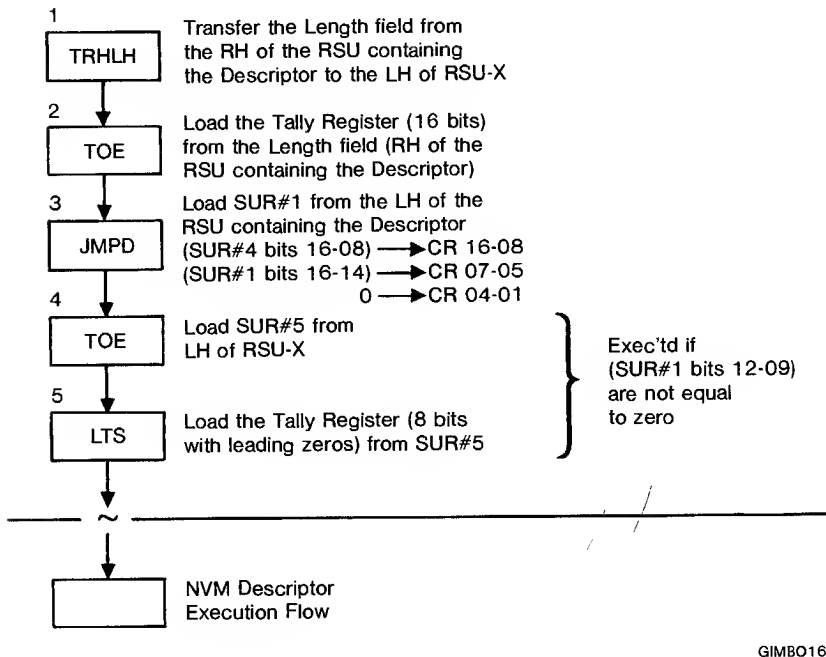 1
TRHLH
Transfer the Length field from
the RH of the RSU containing
the Descriptor to the LH of RSU-X
2
TOE
Load the Tally Register (16 bits)
from the Length field (RH of the
RSU containing the Descriptor)
3
JMPD
Load SUR#1 from the LH of the
RSU containing the Descriptor
(SUR#4 bits 16-08) → CR 16-08
(SUR#1 bits 16-14) → CR 07-05
0 → CR 04-01
4
TOE
Load SUR#5 from
LH of RSU-X
5
LTS
Load the Tally Register (8 bits
with leading zeros) from SUR#5
Exec'td if
(SUR#1 bits 12-09)
are not equal
to zero
~
NVM Descriptor
Execution Flow
GIMBO16